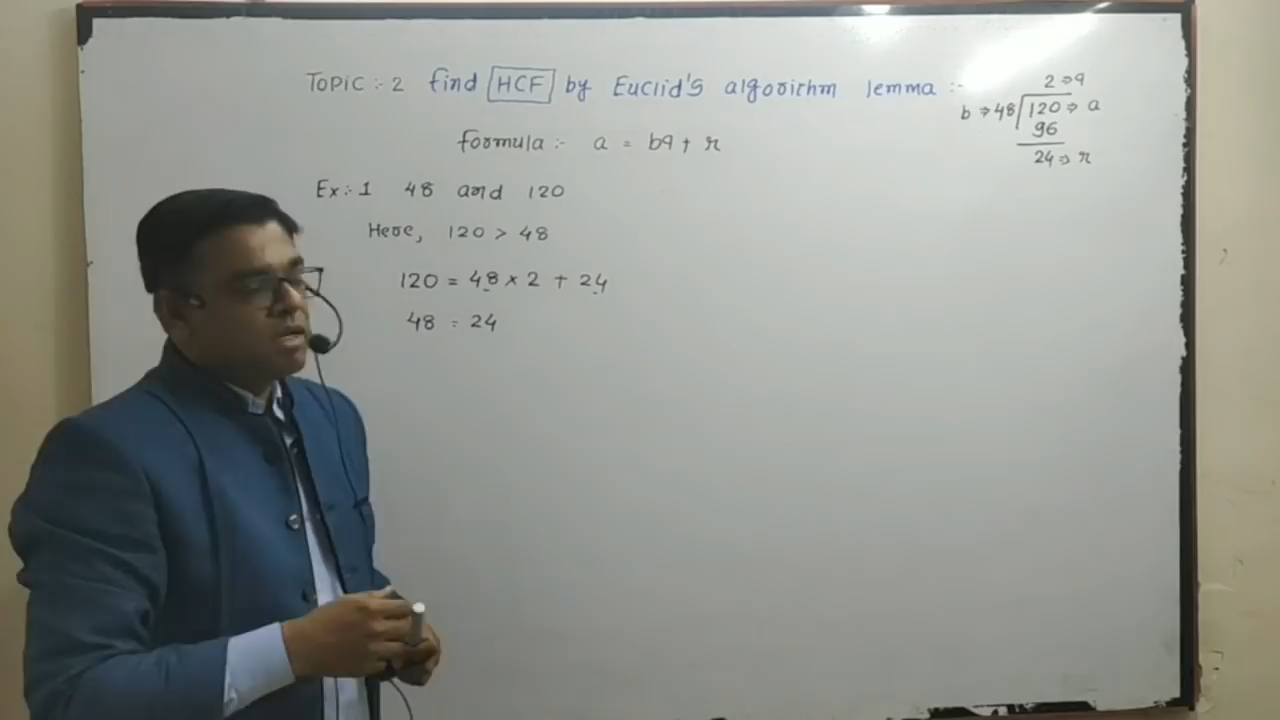 TOPIC :- 2 find HCF by Euclid's algorithm lemma :-
formula :- a = bq + r
Ex:- 1 48 and 120
Here, 120 > 48
120 = 48 × 2 + 24
48 = 24
2 ⇒ q
b ⇒ 48 120 ⇒ a
96
24 ⇒ r